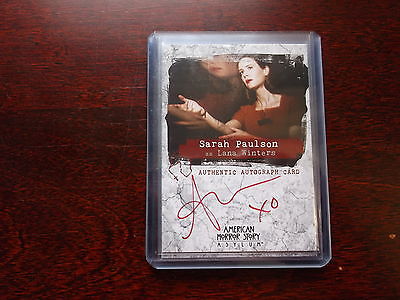 Sarah Paulson
as Lana Winters
AUTHENTIC AUTOGRAPH CARD
XO
AMERICAN
HORROR STORY
ASYLUM